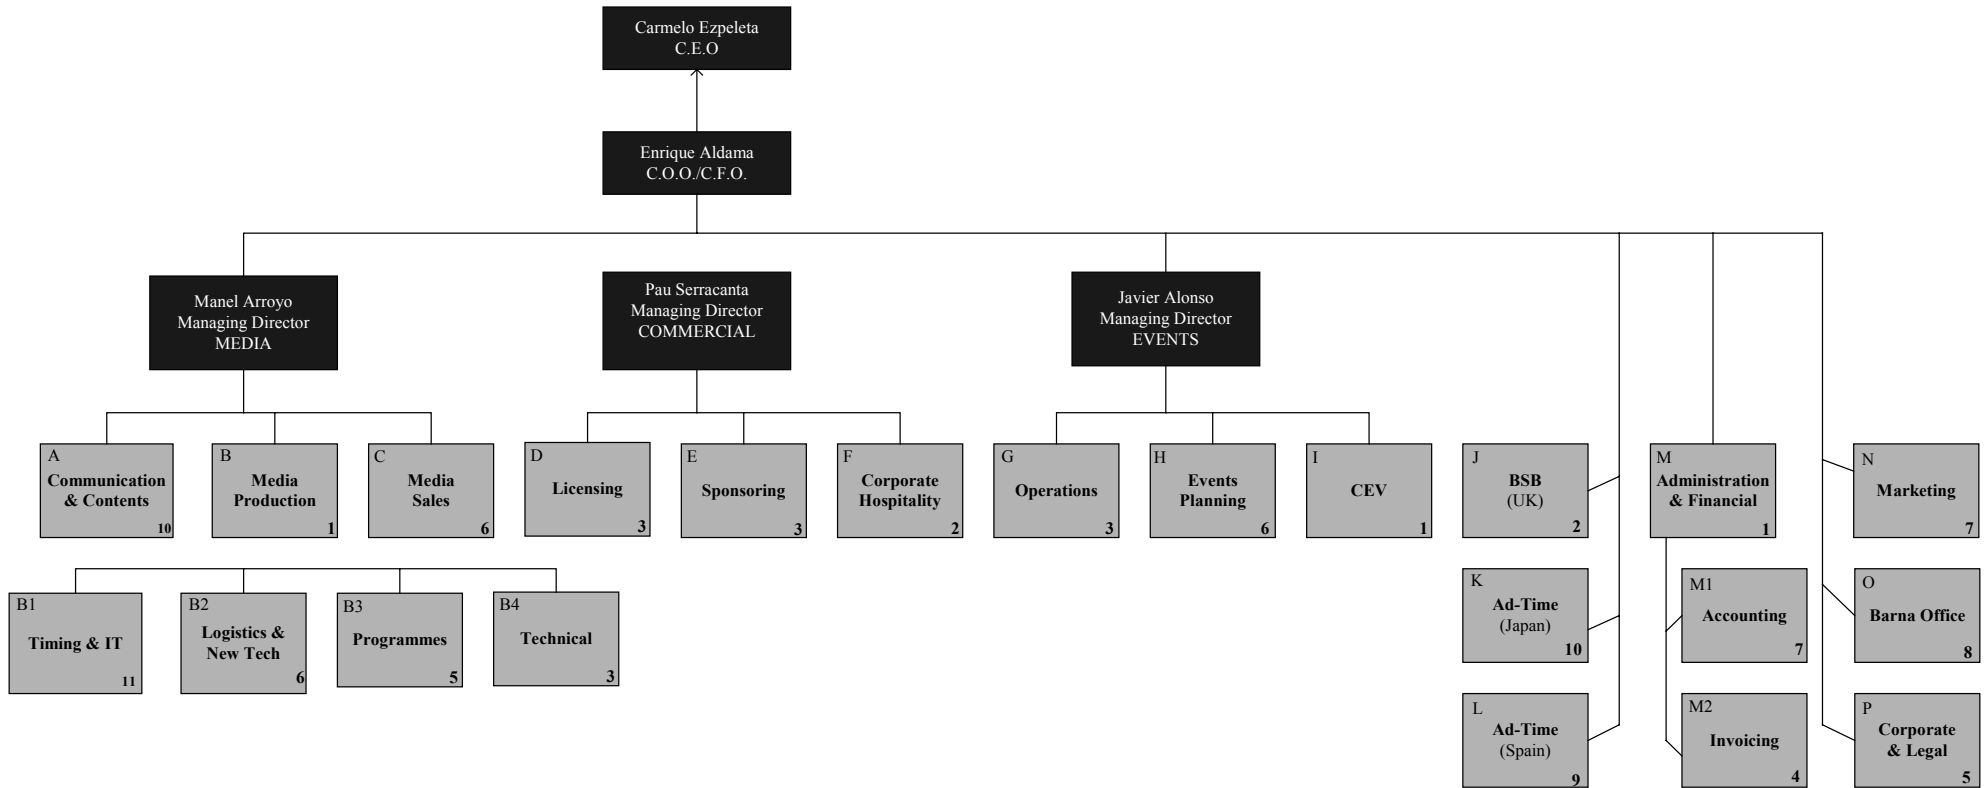 Carmelo Ezpeleta
C.E.O
Enrique Aldama
C.O.O./C.F.O.
Manel Arroyo
Managing Director
MEDIA
Pau Serracanta
Managing Director
COMMERCIAL
Javier Alonso
Managing Director
EVENTS
A
Communication
& Contents
10
B
Media
Production
1
C
Media
Sales
6
D
Licensing
3
E
Sponsoring
3
F
Corporate
Hospitality
2
G
Operations
3
H
Events
Planning
6
I
CEV
1
J
BSB
(UK)
2
M
Administration
& Financial
1
N
Marketing
7
B1
Timing & IT
11
B2
Logistics &
New Tech
6
B3
Programmes
5
B4
Technical
3
K
Ad-Time
(Japan)
10
M1
Accounting
7
O
Barna Office
8
L
Ad-Time
(Spain)
9
M2
Invoicing
4
P
Corporate
& Legal
5